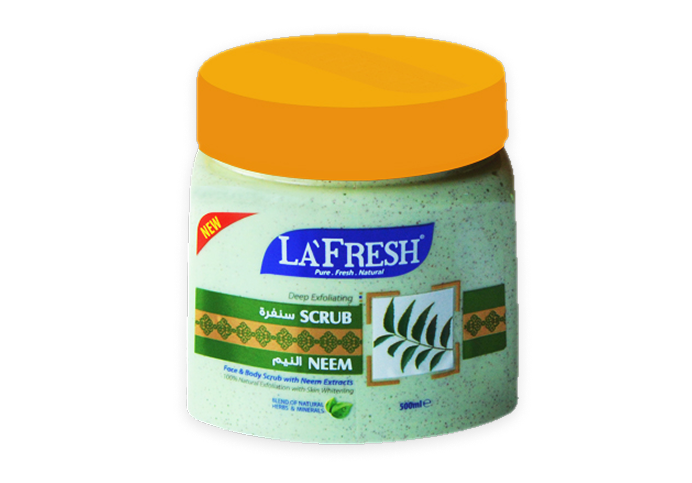 NEW
LA'FRESH®
Pure . Fresh . Natural
Deep Exfoliating
سنفرة SCRUB
النيم NEEM
Face & Body Scrub with Neem Extracts
100% Natural Exfoliation with Skin Whitening
BLEND OF NATURAL
HERBS & MINERALS
500ml ℮